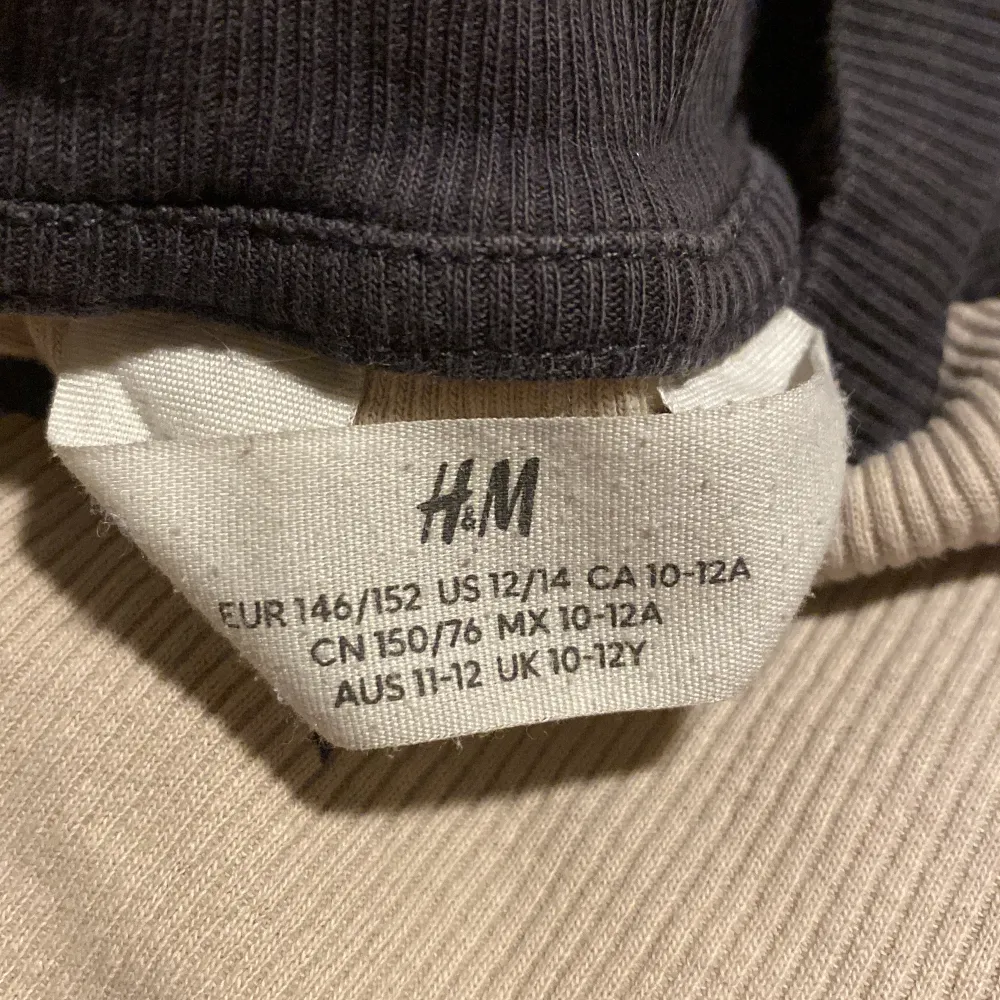 H&M
EUR 146/152 US 12/14 CA 10-12A
CN 150/76 MX 10-12A
AUS 11-12 UK 10-12Y